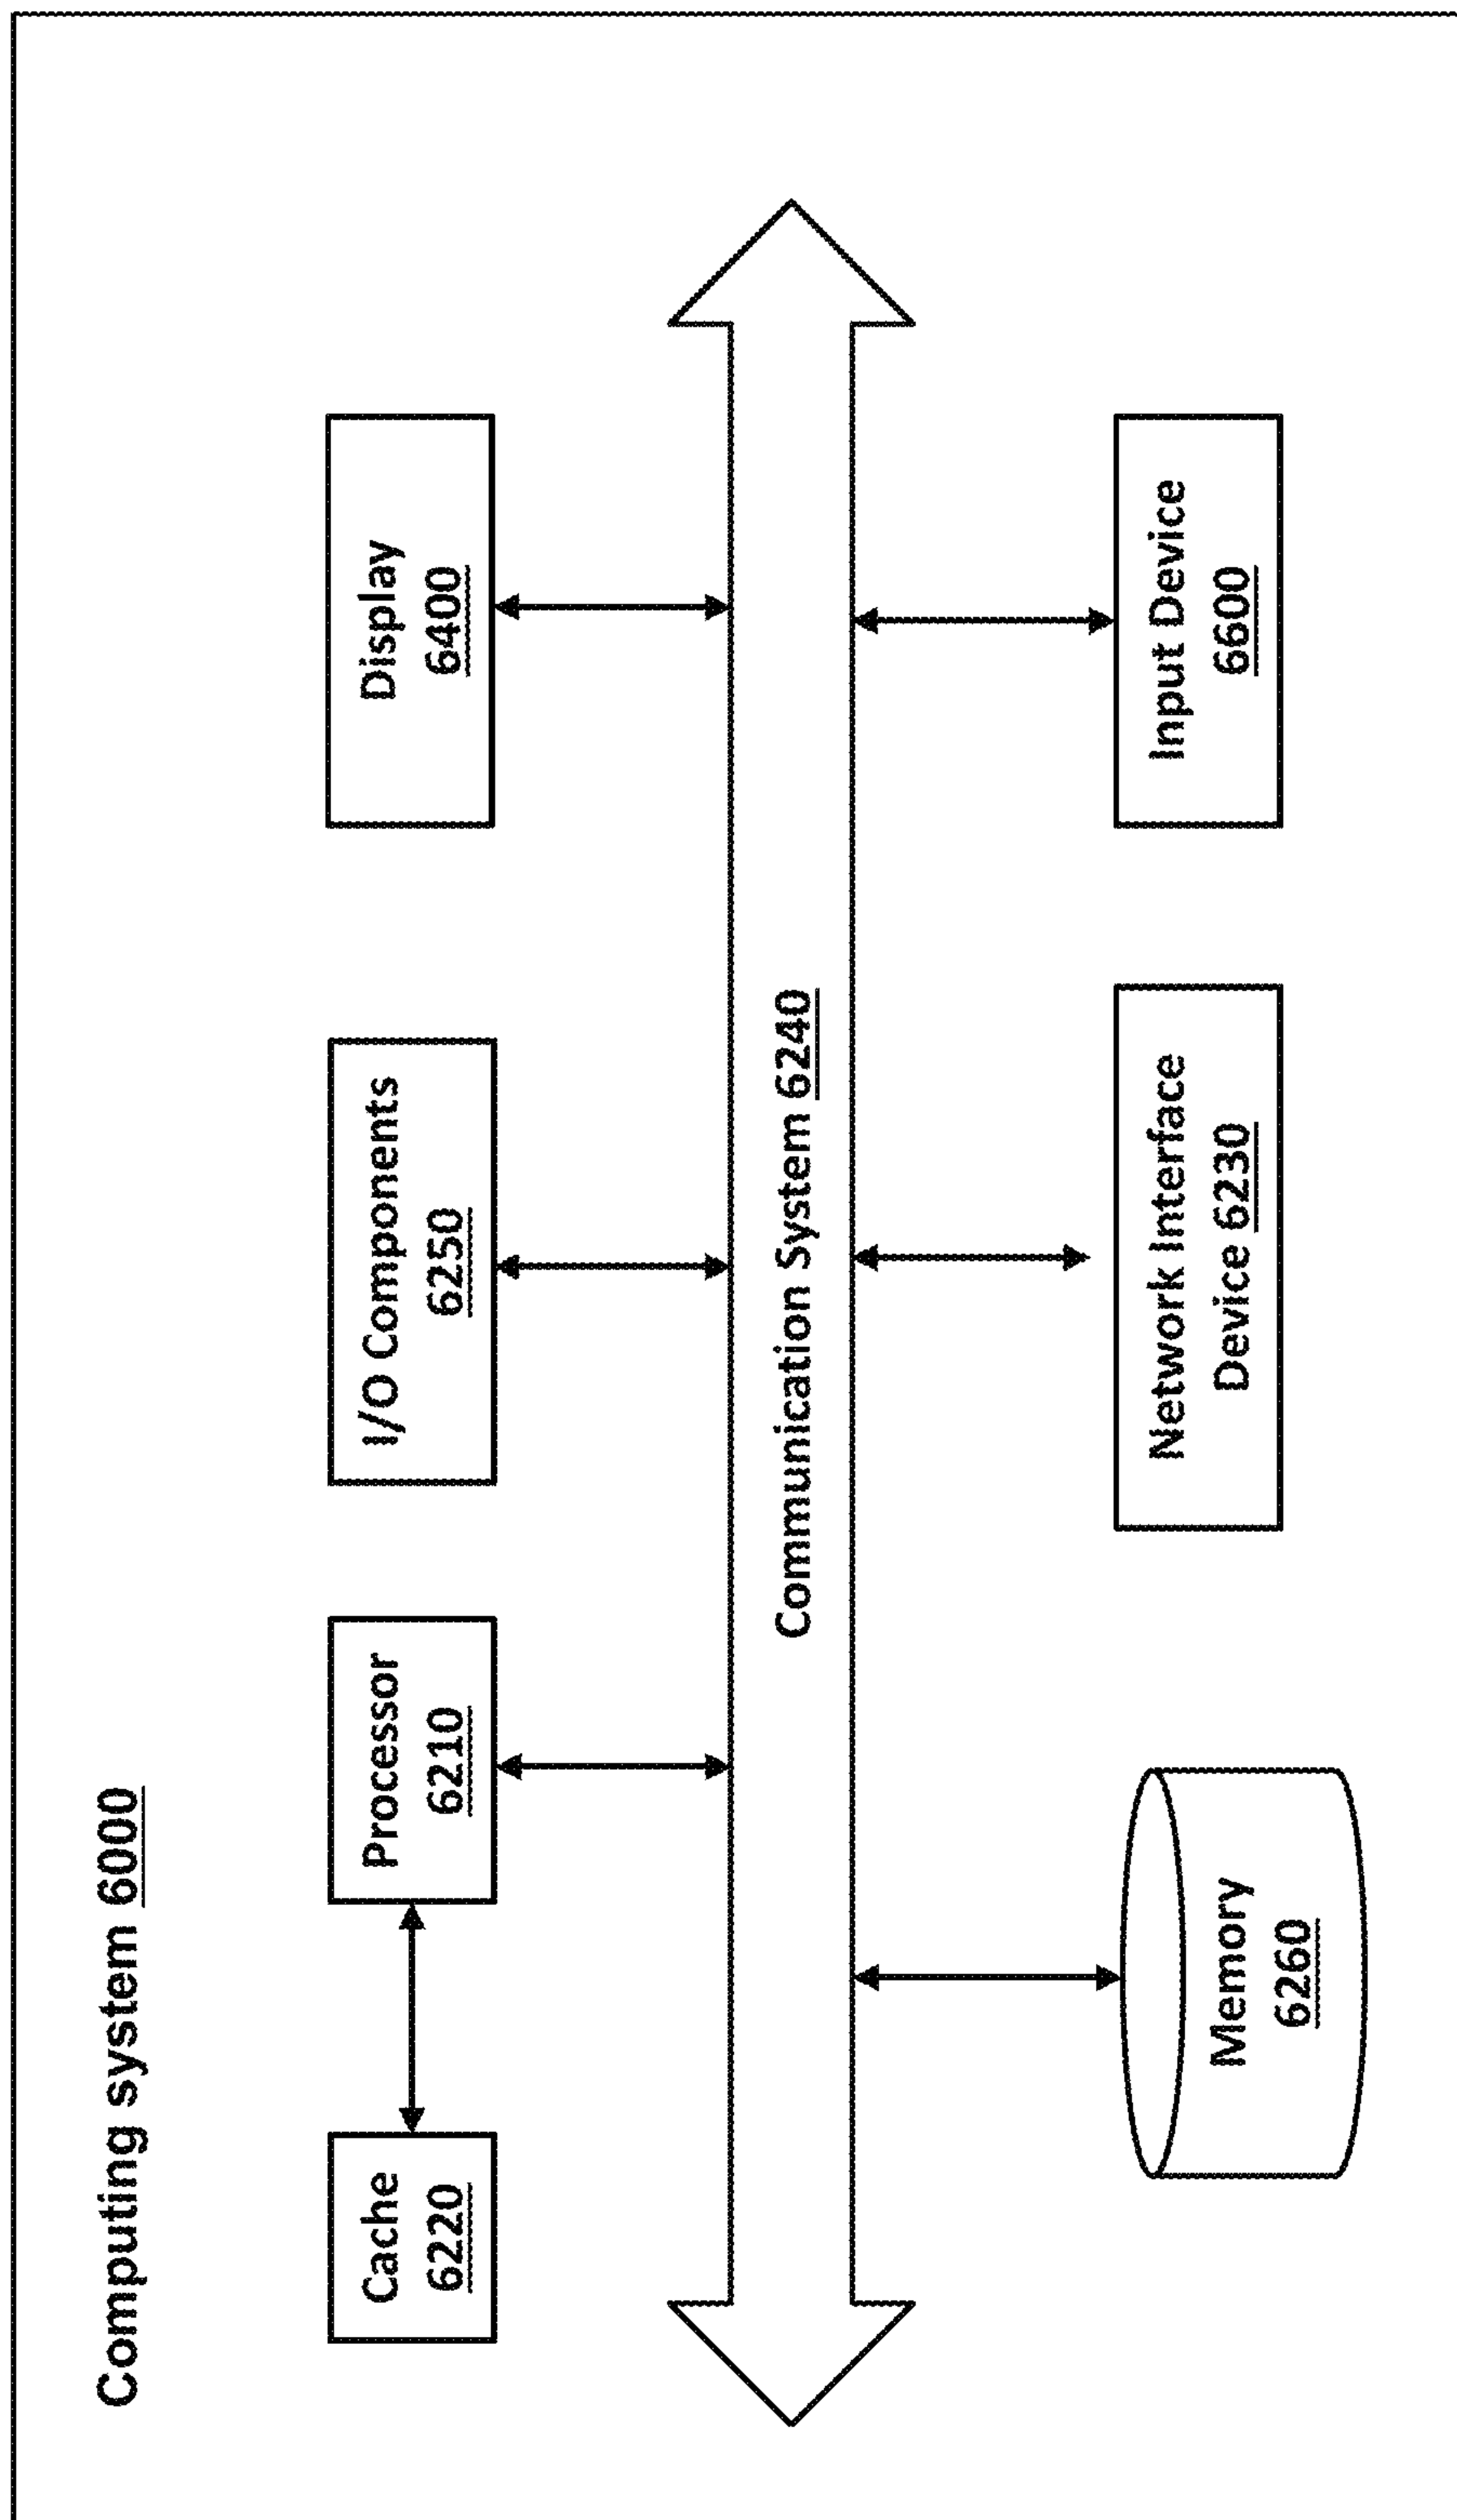 Computing system 6000
Cache
6220
Processor
6210
I/O Components
6250
Display
6400
Communication System 6240
Memory
6260
Network Interface
Device 6230
Input Device
6600